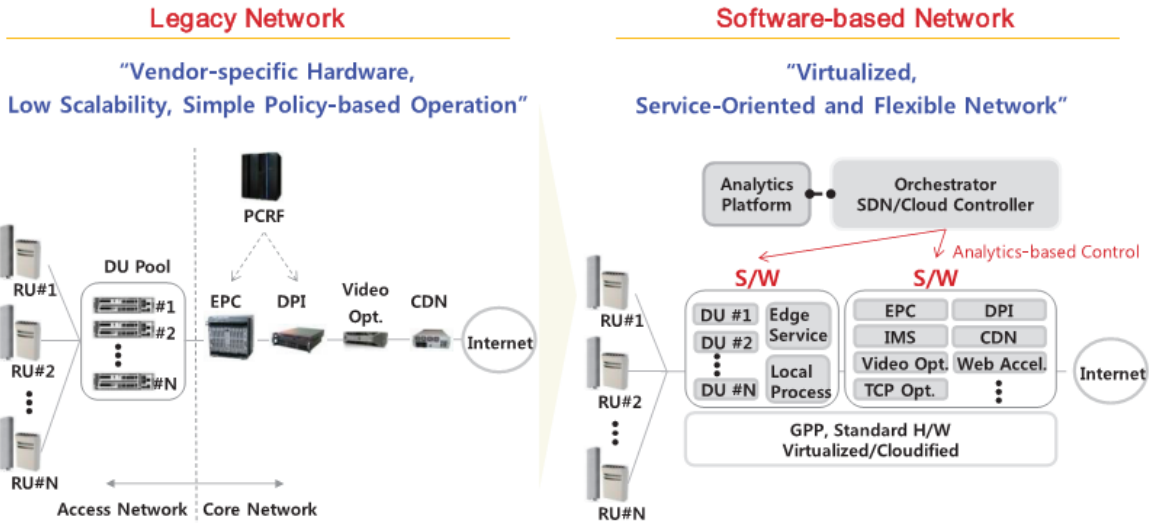 Legacy Network
"Vendor-specific Hardware,
Low Scalability, Simple Policy-based Operation"
PCRF
RU#1
DU Pool
#1
#2
#N
EPC
DPI
Video
Opt.
CDN
Internet
RU#2
RU#N
Access Network
Core Network
Software-based Network
"Virtualized,
Service-Oriented and Flexible Network"
Analytics
Platform
Orchestrator
SDN/Cloud Controller
Analytics-based Control
S/W
S/W
RU#1
RU#2
RU#N
DU #1
DU #2
DU #N
Edge
Service
Local
Process
EPC
DPI
IMS
CDN
Video Opt.
Web Accel.
TCP Opt.
Internet
GPP, Standard H/W
Virtualized/Cloudified